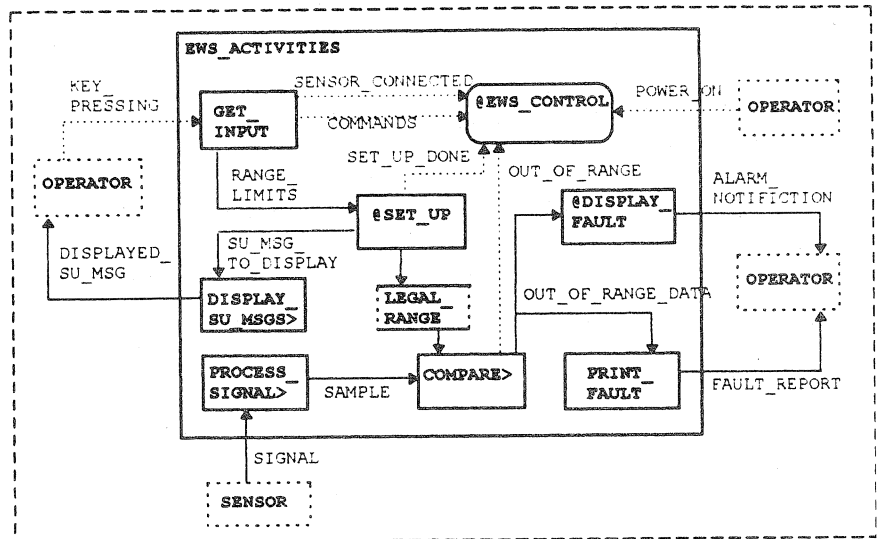 EWS_ACTIVITIES
KEY_
PRESSING
SENSOR_CONNECTED
POWER_ON
GET_
INPUT
@EWS_CONTROL
OPERATOR
COMMANDS
SET_UP_DONE
OUT_OF_RANGE
OPERATOR
RANGE_
LIMITS
@SET_UP
@DISPLAY_
FAULT
ALARM_
NOTIFICTION
DISPLAYED_
SU_MSG
SU_MSG_
TO_DISPLAY
DISPLAY_
SU_MSGS>
LEGAL_
RANGE
OUT_OF_RANGE_DATA
OPERATOR
PROCESS_
SIGNAL>
SAMPLE
COMPARE>
PRINT_
FAULT
FAULT_REPORT
SIGNAL
SENSOR